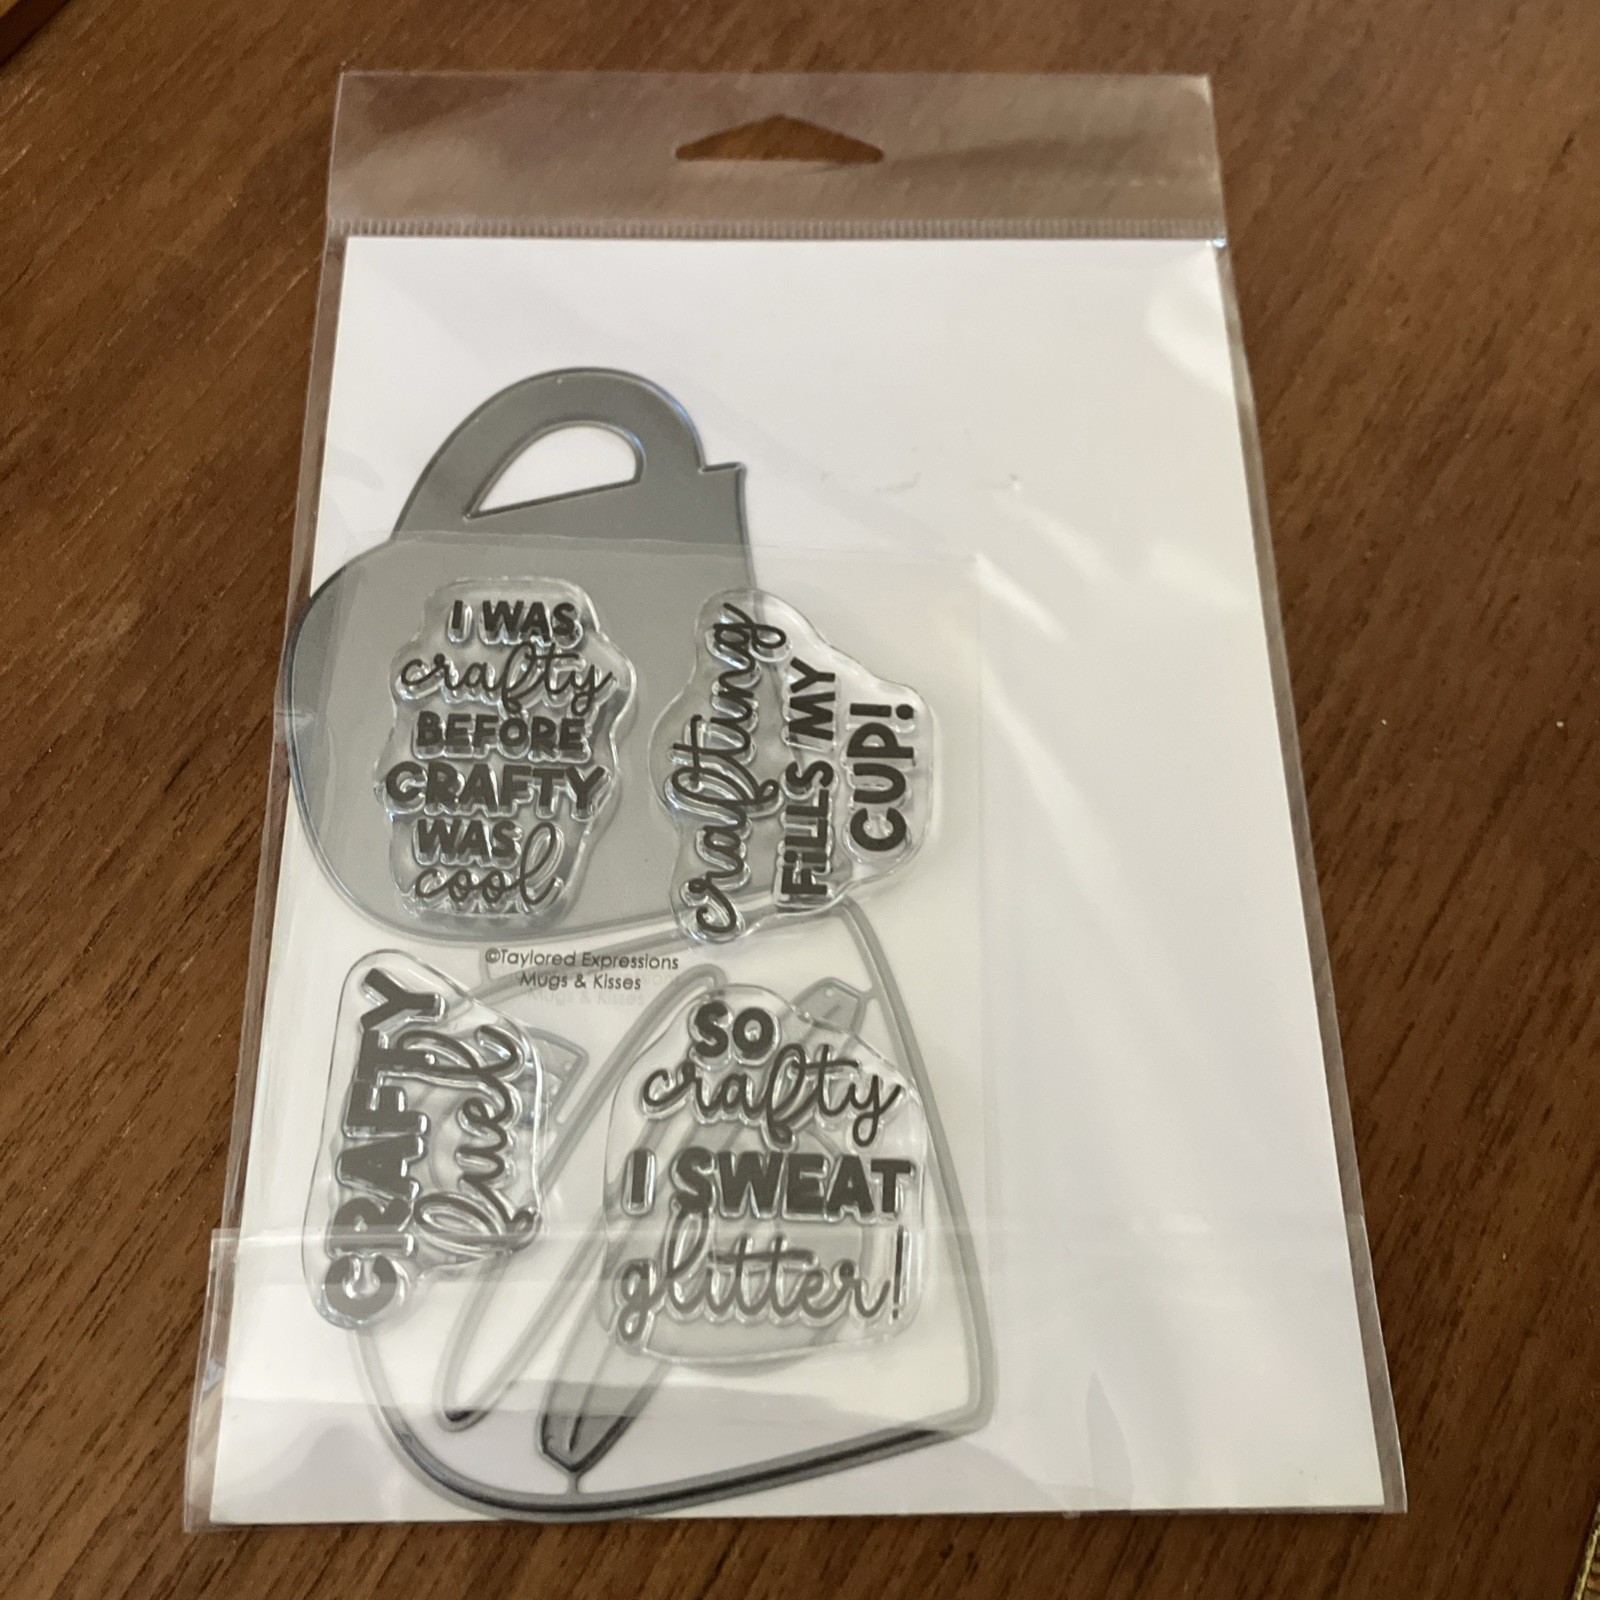 I WAS
crafty
BEFORE
CRAFTY
WAS
cool
crafting
FILLS MY
CUP!
©Taylored Expressions
Mugs & Kisses
CRAFTY
fuel
SO
crafty
I SWEAT
glitter!